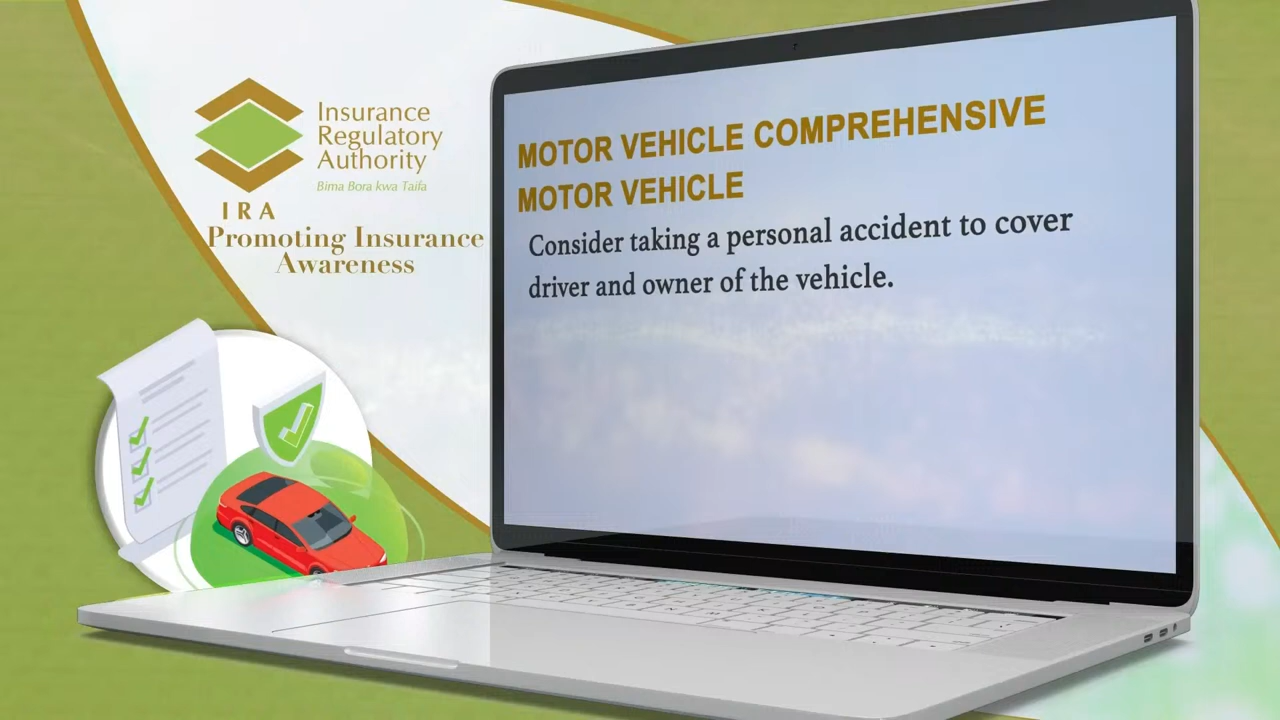 Insurance
Regulatory
Authority
Bima Bora kwa Taifa
IRA
Promoting Insurance
Awareness
MOTOR VEHICLE COMPREHENSIVE
MOTOR VEHICLE
Consider taking a personal accident to cover
driver and owner of the vehicle.